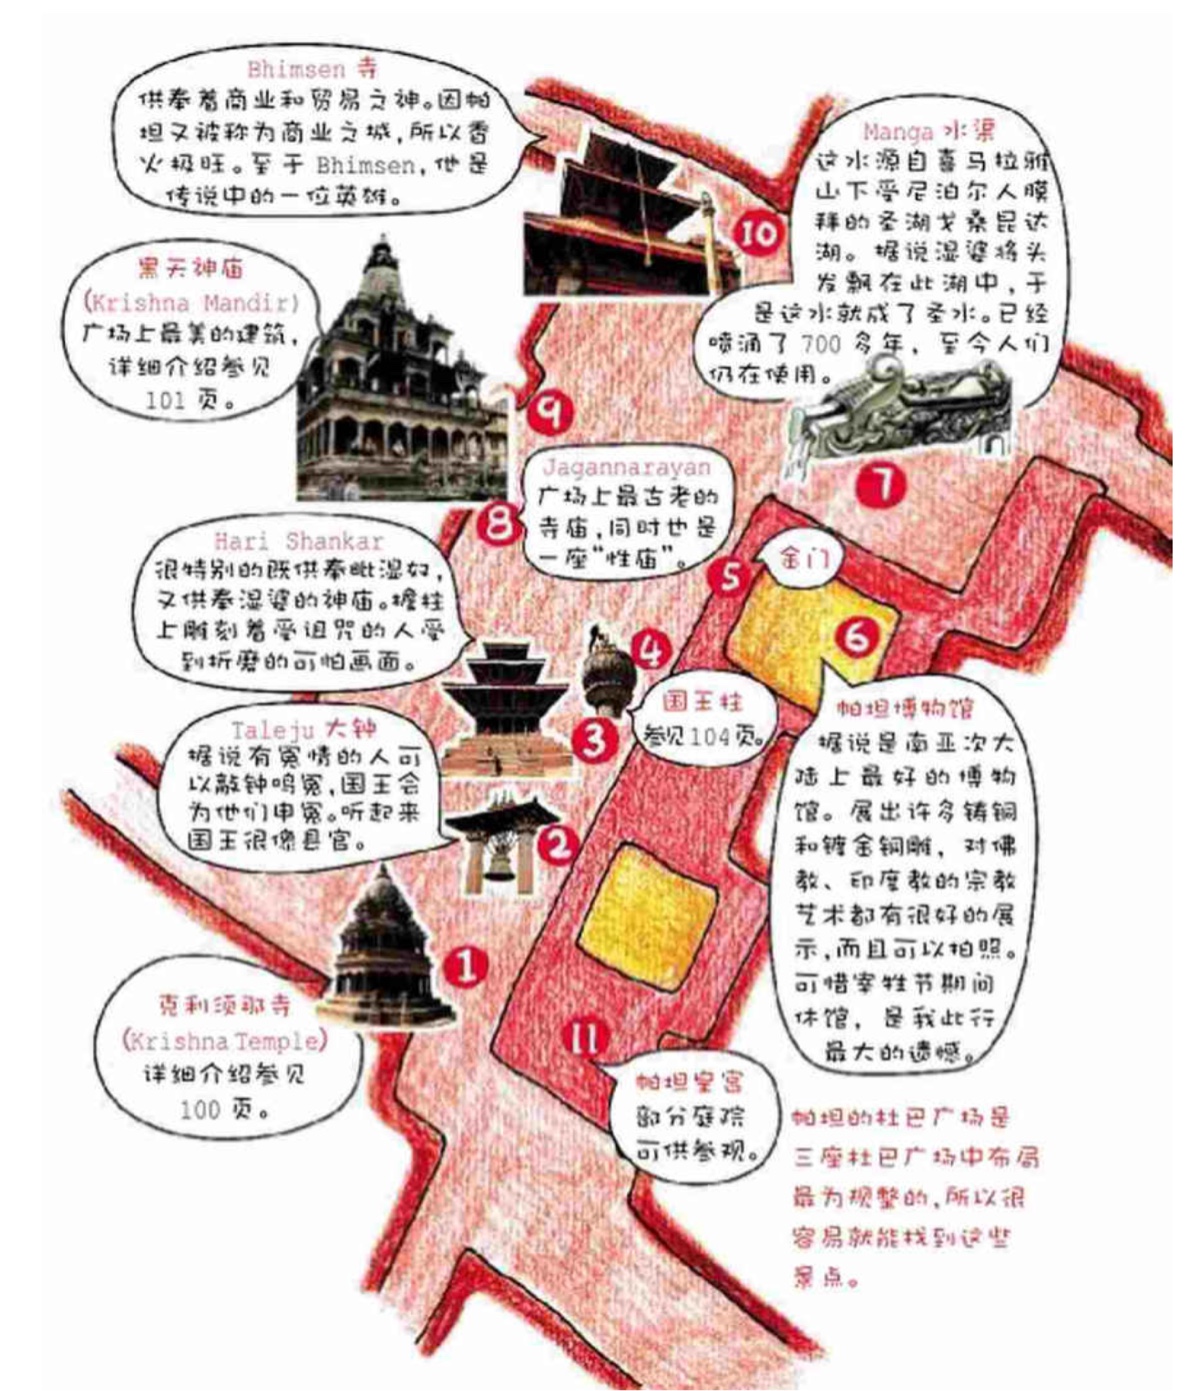 Bhimsen 寺
供奉着商业和贸易之神。因帕
坦又被称为商业之城,所以香
火极旺。至于 Bhimsen,他是
传说中的一位英雄。
10
Manga 水渠
这水源自喜马拉雅
山下受尼泊尔人膜
拜的圣湖戈桑昆达
湖。据说湿婆将头
发飘在此湖中,于
是这水就成了圣水。已经
喷涌了 700 多年,至今人们
仍在使用。
7
黑天神庙
(Krishna Mandir)
广场上最美的建筑,
详细介绍参见
101 页。
9
Jagannarayan
广场上最古老的
寺庙,同时也是
一座“性庙”。
8
Hari Shankar
很特别的既供奉毗湿奴,
又供奉湿婆的神庙。檐柱
上雕刻着受诅咒的人受
到折磨的可怕画面。
5
金门
6
4
国王柱
参见104页。
3
帕坦博物馆
据说是南亚次大
陆上最好的博物
馆。展出许多铸铜
和镀金铜雕,对佛
教、印度教的宗教
艺术都有很好的展
示,而且可以拍照。
可惜宰牲节期间
休馆,是我此行
最大的遗憾。
Taleju 大钟
据说有冤情的人可
以敲钟鸣冤,国王会
为他们申冤。听起来
国王很像县官。
2
1
克利须那寺
(Krishna Temple)
详细介绍参见
100 页。
11
帕坦皇宫
部分庭院
可供参观。
帕坦的杜巴广场是
三座杜巴广场中布局
最为规整的,所以很
容易就能找到这些
景点。